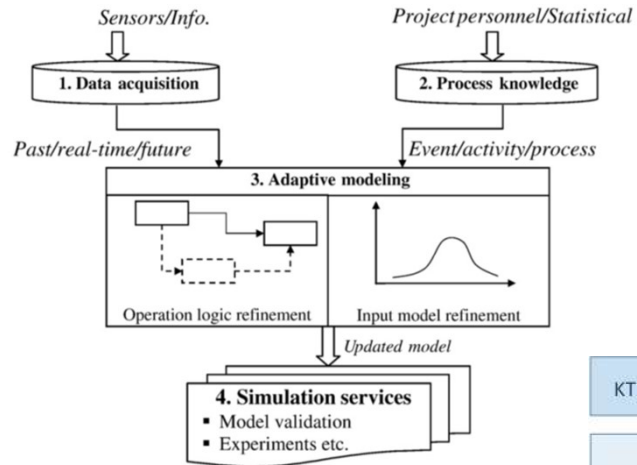 Sensors/Info.
Project personnel/Statistical
1. Data acquisition
2. Process knowledge
Past/real-time/future
Event/activity/process
3. Adaptive modeling
Operation logic refinement
Input model refinement
Updated model
4. Simulation services
▪ Model validation
▪ Experiments etc.
KT